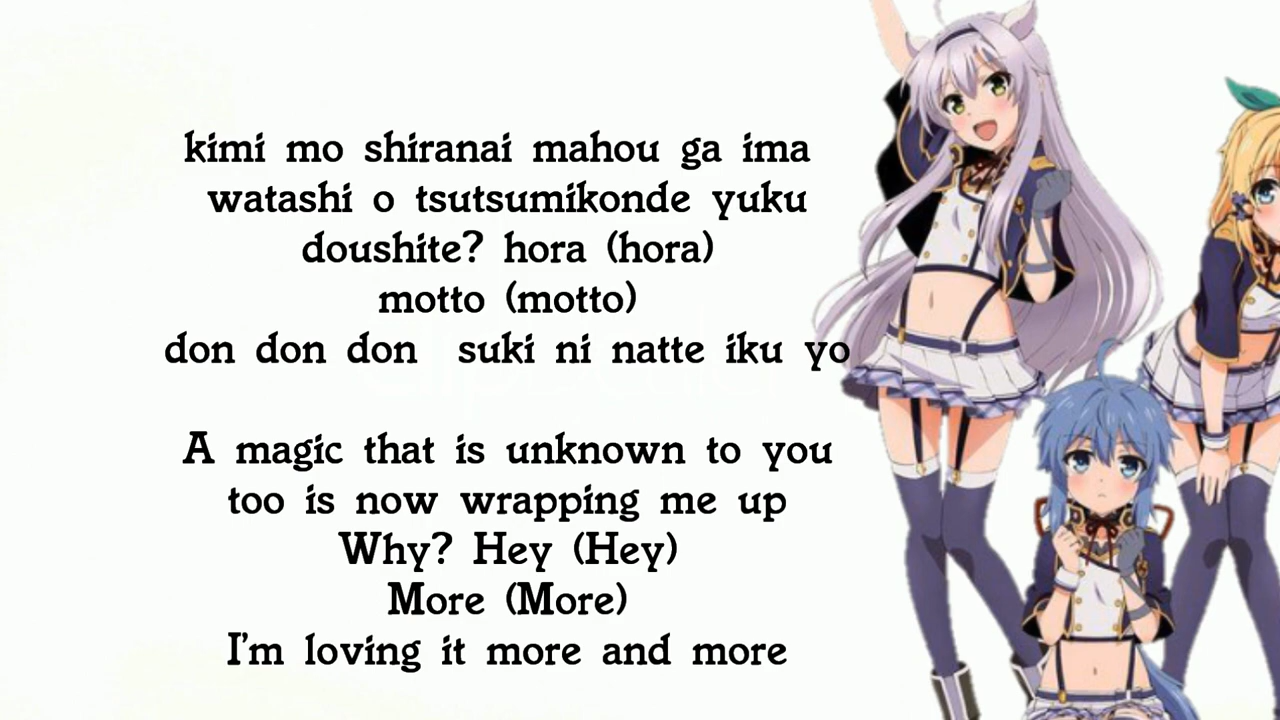 kimi mo shiranai mahou ga ima
watashi o tsutsumikonde yuku
doushite? hora (hora)
motto (motto)
don don don suki ni natte iku yo
A magic that is unknown to you
too is now wrapping me up
Why? Hey (Hey)
More (More)
I'm loving it more and more